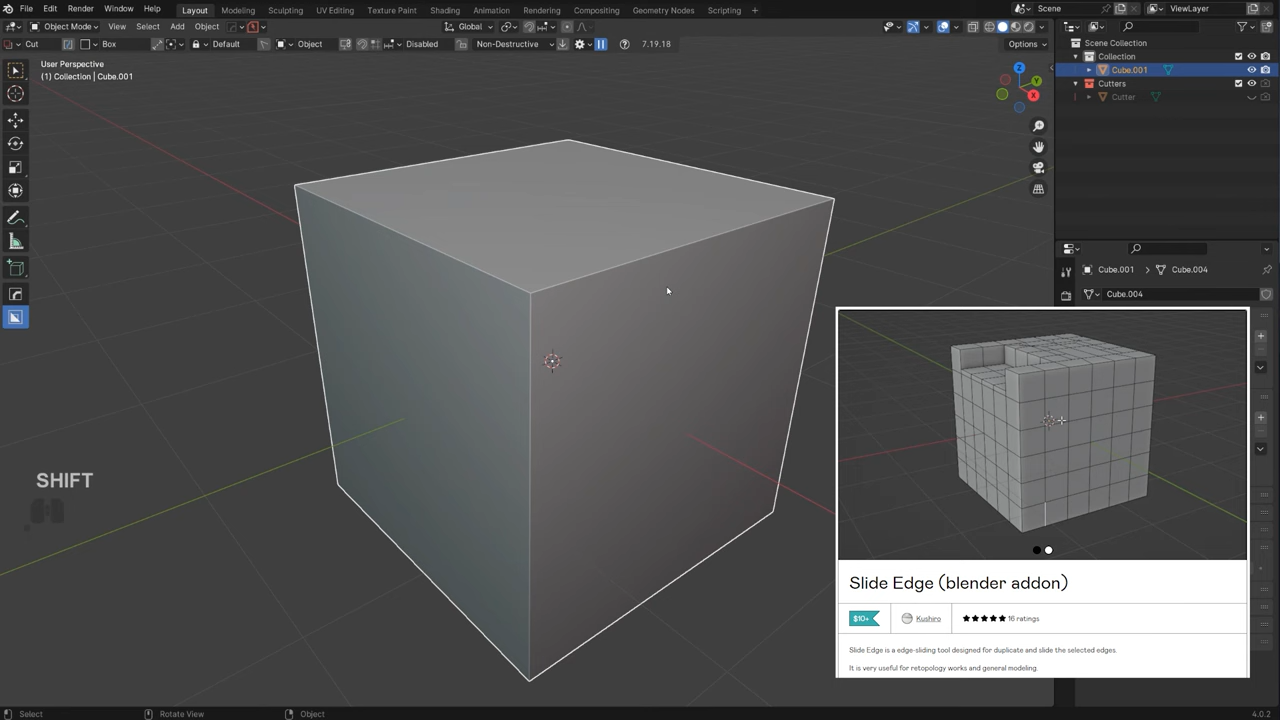 File Edit Render Window Help Layout Modeling Sculpting UV Editing Texture Paint Shading Animation Rendering Compositing Geometry Nodes Scripting + Scene ViewLayer
Object Mode View Select Add Object Global
Cut Box Default Object Disabled Non-Destructive 7.19.18 Options
User Perspective
(1) Collection | Cube.001
Z
Y
X
Scene Collection
Collection
Cube.001
Cutters
Cutter
Cube.001 > Cube.004
Cube.004
SHIFT
Slide Edge (blender addon)
$10+ Kushiro 16 ratings
Slide Edge is a edge-sliding tool designed for duplicate and slide the selected edges.
It is very useful for retopology works and general modeling.
Select Rotate View Object 4.0.2